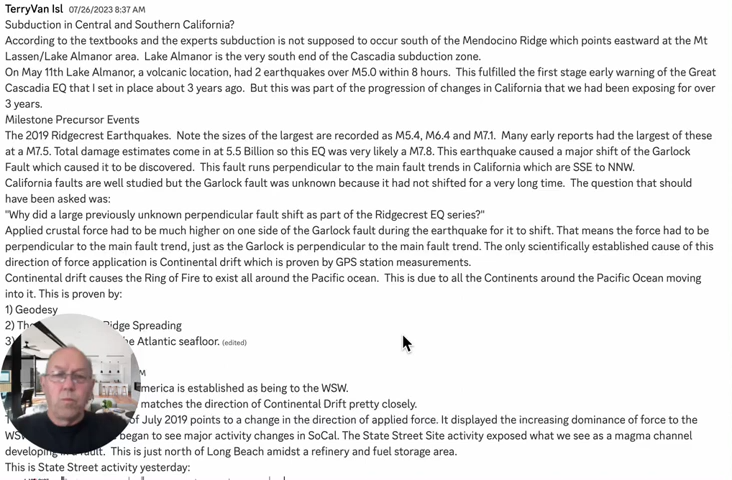 TerryVan Isl 07/26/2023 8:37 AM
Subduction in Central and Southern California?
According to the textbooks and the experts subduction is not supposed to occur south of the Mendocino Ridge which points eastward at the Mt
Lassen/Lake Almanor area. Lake Almanor is the very south end of the Cascadia subduction zone.
On May 11th Lake Almanor, a volcanic location, had 2 earthquakes over M5.0 within 8 hours. This fulfilled the first stage early warning of the Great
Cascadia EQ that I set in place about 3 years ago. But this was part of the progression of changes in California that we had been exposing for over
3 years.
Milestone Precursor Events
The 2019 Ridgecrest Earthquakes. Note the sizes of the largest are recorded as M5.4, M6.4 and M7.1. Many early reports had the largest of these
at a M7.5. Total damage estimates come in at 5.5 Billion so this EQ was very likely a M7.8. This earthquake caused a major shift of the Garlock
Fault which caused it to be discovered. This fault runs perpendicular to the main fault trends in California which are SSE to NNW.
California faults are well studied but the Garlock fault was unknown because it had not shifted for a very long time. The question that should
have been asked was:
"Why did a large previously unknown perpendicular fault shift as part of the Ridgecrest EQ series?"
Applied crustal force had to be much higher on one side of the Garlock fault during the earthquake for it to shift. That means the force had to be
perpendicular to the main fault trend, just as the Garlock is perpendicular to the main fault trend. The only scientifically established cause of this
direction of force application is Continental drift which is proven by GPS station measurements.
Continental drift causes the Ring of Fire to exist all around the Pacific ocean. This is due to all the Continents around the Pacific Ocean moving
into it. This is proven by:
1) Geodesy
2) Ridge Spreading
3) the Atlantic seafloor. (edited)
is established as being to the WSW.
matches the direction of Continental Drift pretty closely.
of July 2019 points to a change in the direction of applied force. It displayed the increasing dominance of force to the
began to see major activity changes in SoCal. The State Street Site activity exposed what we see as a magma channel
developing fault. This is just north of Long Beach amidst a refinery and fuel storage area.
This is State Street activity yesterday: